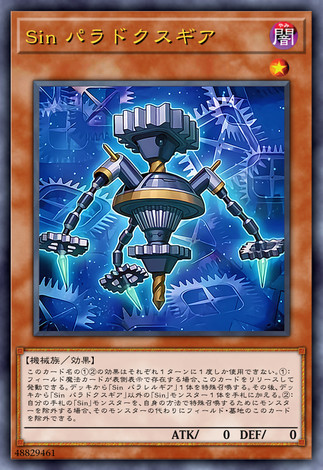 Sin パラドクスギア
やみ
闇
【機械族／効果】
このカード名の①②の効果はそれぞれ１ターンに１度しか使用できない。①：
フィールド魔法カードが表側表示で存在する場合、このカードをリリースして
発動できる。デッキから「Sin パラレルギア」１体を特殊召喚する。その後、デッ
キから「Sin パラドクスギア」以外の「Sin」モンスター１体を手札に加える。②：
自分の手札の「Sin」モンスターを、自身の方法で特殊召喚するためにモンスター
を除外する場合、そのモンスターの代わりにフィールド・墓地のこのカード
を除外できる。
ATK/ 0 DEF/ 0
48829461